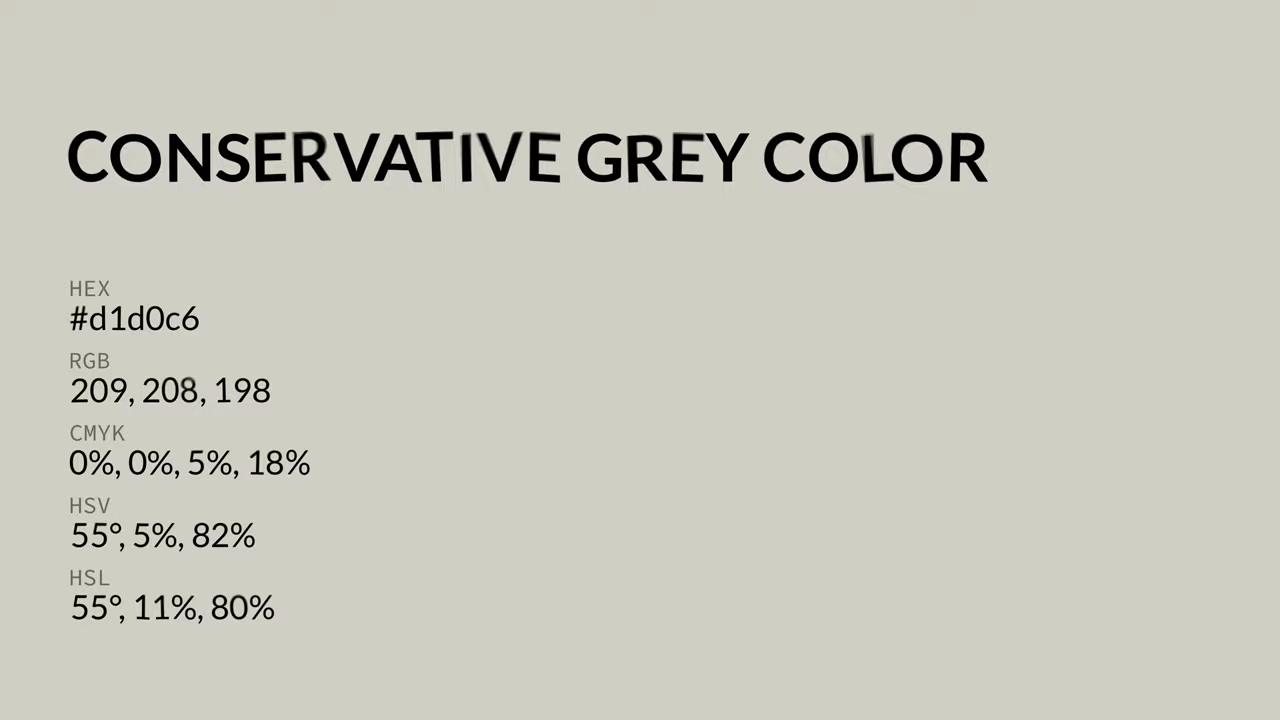 CONSERVATIVE GREY COLOR
HEX
#d1d0c6
RGB
209, 208, 198
CMYK
0%, 0%, 5%, 18%
HSV
55°, 5%, 82%
HSL
55°, 11%, 80%